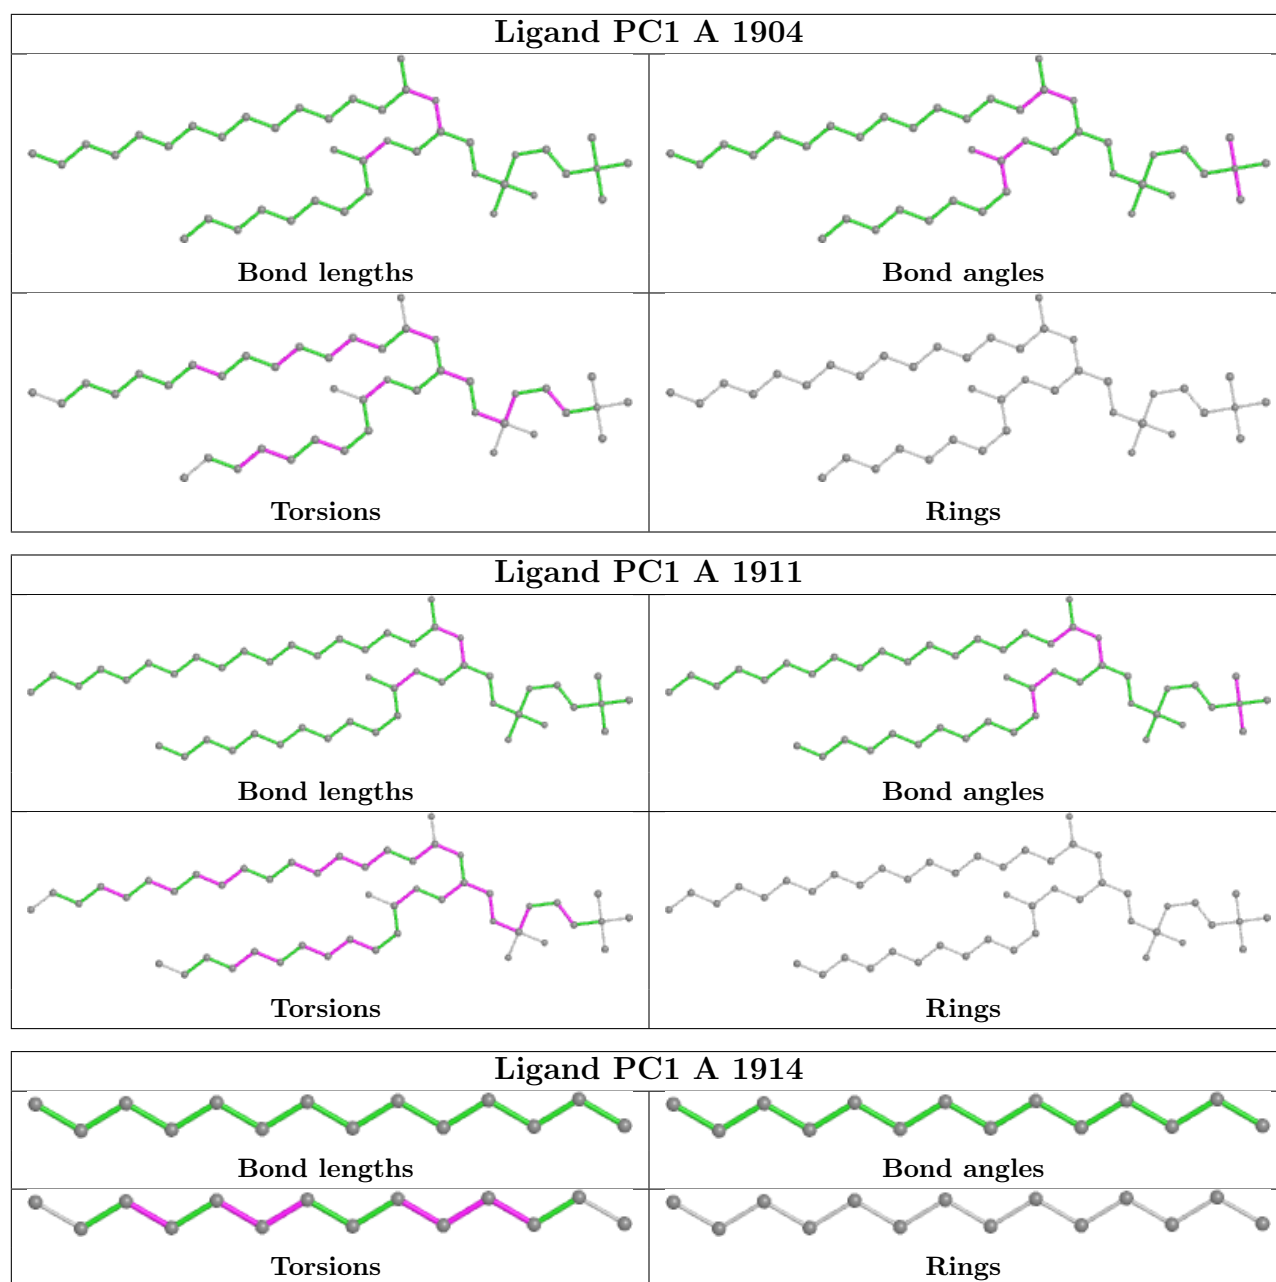 Ligand PC1 A 1904
Bond lengths
Bond angles
Torsions
Rings
Ligand PC1 A 1911
Bond lengths
Bond angles
Torsions
Rings
Ligand PC1 A 1914
Bond lengths
Bond angles
Torsions
Rings